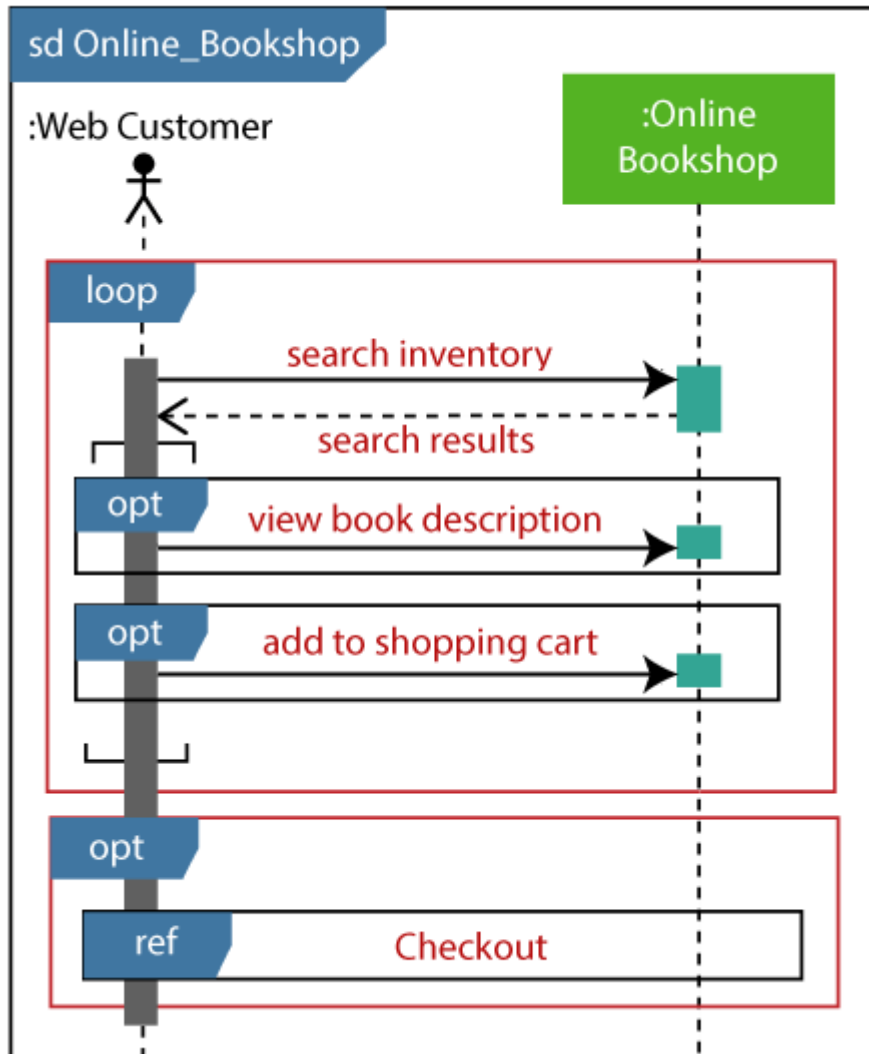 sd Online_Bookshop
:Web Customer
:Online
Bookshop
loop
search inventory
search results
opt
view book description
opt
add to shopping cart
opt
ref
Checkout